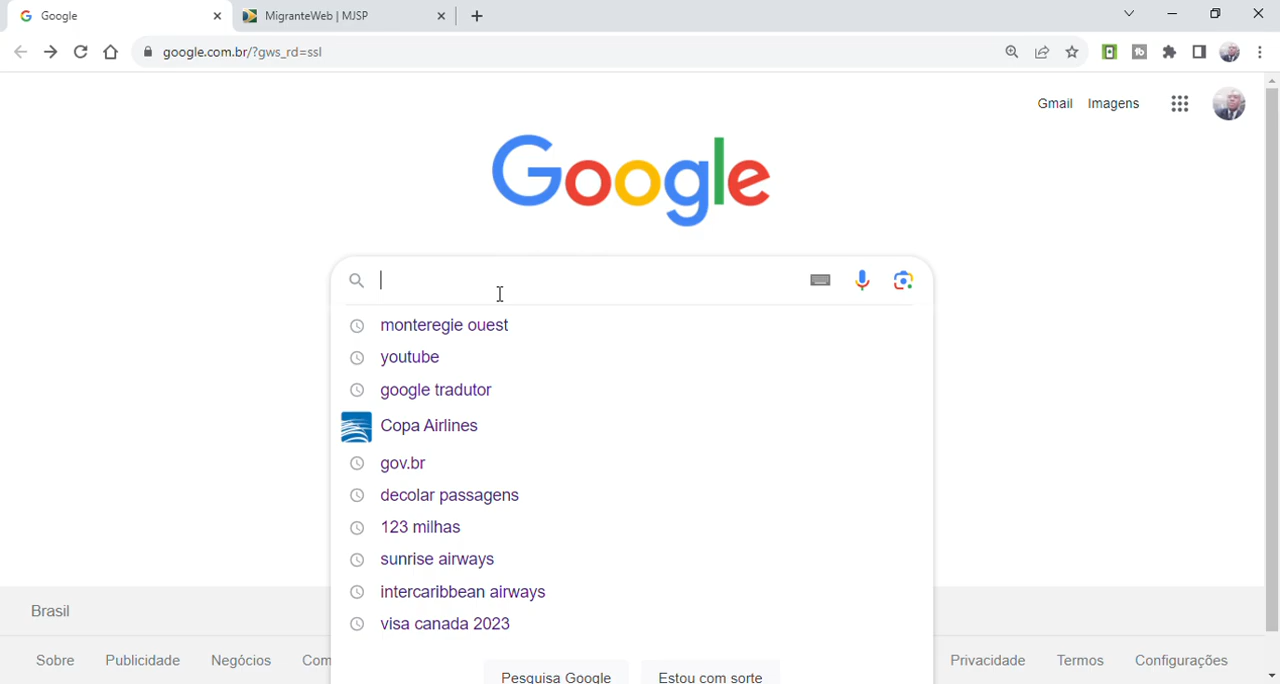 Google
MigranteWeb | MJSP
google.com.br/?gws_rd=ssl
Gmail Imagens
Google
monteregie ouest
youtube
google tradutor
Copa Airlines
gov.br
decolar passagens
123 milhas
sunrise airways
intercaribbean airways
visa canada 2023
Brasil
Sobre Publicidade Negócios Com Privacidade Termos Configurações
Pesquisa Google Estou com sorte